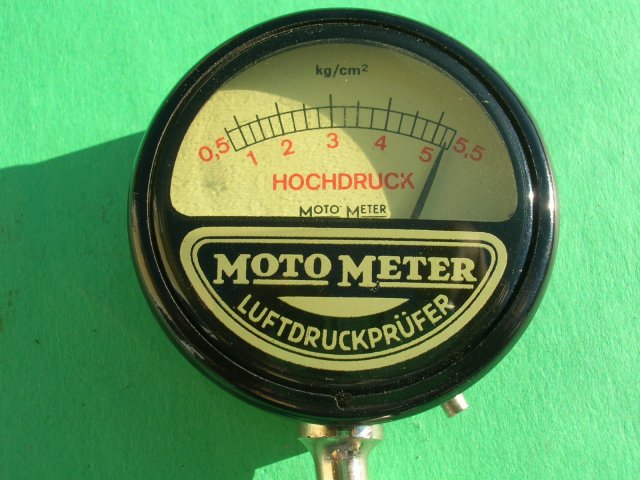 kg/cm²
0,5 1 2 3 4 5 5,5
HOCHDRUCK
MOTO METER
MOTO METER
LUFTDRUCKPRÜFER